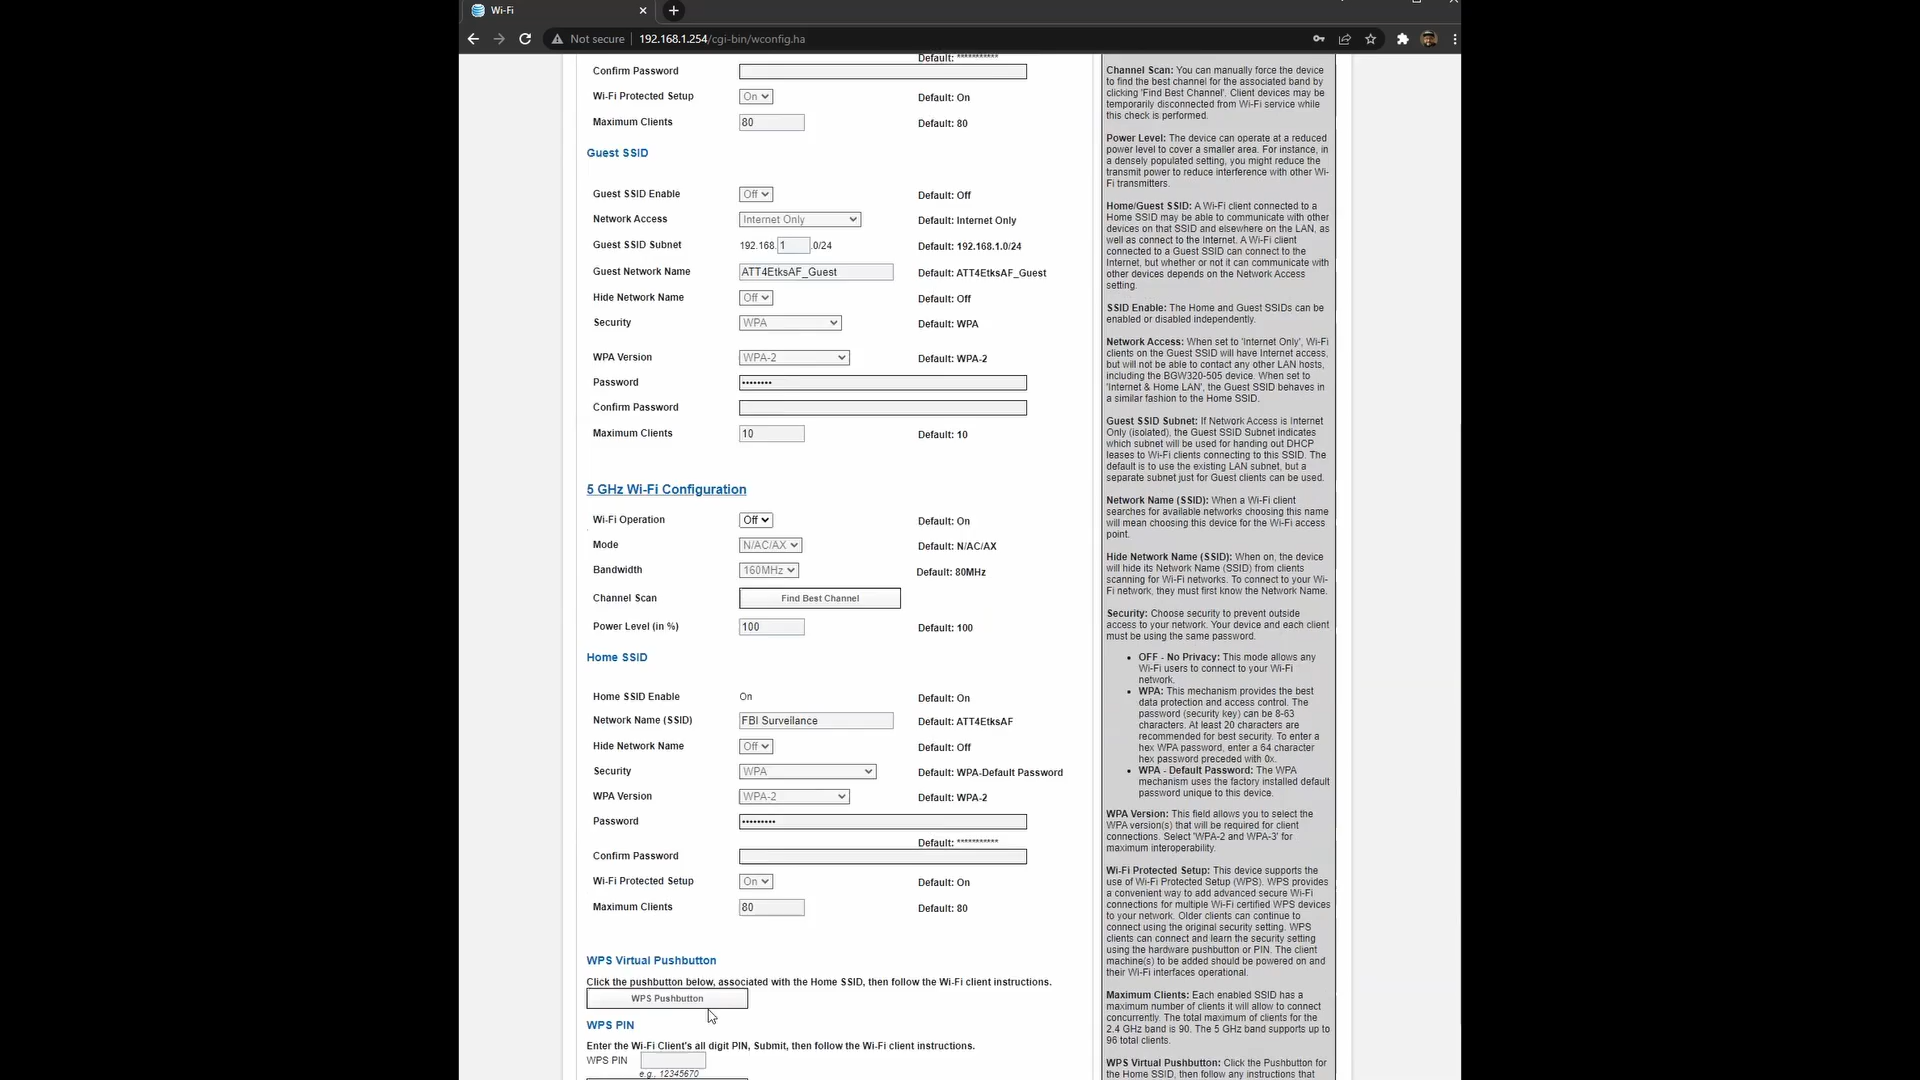 Wi-Fi
Not secure
192.168.1.254/cgi-bin/wconfig.ha
Default: ***********
Confirm Password
Wi-Fi Protected Setup On Default: On
Maximum Clients 80 Default: 80
Guest SSID
Guest SSID Enable Off Default: Off
Network Access Internet Only Default: Internet Only
Guest SSID Subnet 192.168. 1 .0/24 Default: 192.168.1.0/24
Guest Network Name ATT4EtksAF_Guest Default: ATT4EtksAF_Guest
Hide Network Name Off Default: Off
Security WPA Default: WPA
WPA Version WPA-2 Default: WPA-2
Password ••••••••
Confirm Password
Maximum Clients 10 Default: 10
5 GHz Wi-Fi Configuration
Wi-Fi Operation Off Default: On
Mode N/AC/AX Default: N/AC/AX
Bandwidth 160MHz Default: 80MHz
Channel Scan Find Best Channel
Power Level (in %) 100 Default: 100
Home SSID
Home SSID Enable On Default: On
Network Name (SSID) FBI Surveilance Default: ATT4EtksAF
Hide Network Name Off Default: Off
Security WPA Default: WPA-Default Password
WPA Version WPA-2 Default: WPA-2
Password •••••••••
Default: ***********
Confirm Password
Wi-Fi Protected Setup On Default: On
Maximum Clients 80 Default: 80
WPS Virtual Pushbutton
Click the pushbutton below, associated with the Home SSID, then follow the Wi-Fi client instructions.
WPS Pushbutton
WPS PIN
Enter the Wi-Fi Client's all digit PIN, Submit, then follow the Wi-Fi client instructions.
WPS PIN
e.g., 12345670
Channel Scan: You can manually force the device
to find the best channel for the associated band by
clicking 'Find Best Channel'. Client devices may be
temporarily disconnected from Wi-Fi service while
this check is performed.
Power Level: The device can operate at a reduced
power level to cover a smaller area. For instance, in
a densely populated setting, you might reduce the
transmit power to reduce interference with other Wi-
Fi transmitters.
Home/Guest SSID: A Wi-Fi client connected to a
Home SSID may be able to communicate with other
devices on that SSID and elsewhere on the LAN, as
well as connect to the Internet. A Wi-Fi client
connected to a Guest SSID can connect to the
Internet, but whether or not it can communicate with
other devices depends on the Network Access
setting.
SSID Enable: The Home and Guest SSIDs can be
enabled or disabled independently.
Network Access: When set to 'Internet Only', Wi-Fi
clients on the Guest SSID will have Internet access,
but will not be able to contact any other LAN hosts,
including the BGW320-505 device. When set to
'Internet & Home LAN', the Guest SSID behaves in
a similar fashion to the Home SSID.
Guest SSID Subnet: If Network Access is Internet
Only (isolated), the Guest SSID Subnet indicates
which subnet will be used for handing out DHCP
leases to Wi-Fi clients connecting to this SSID. The
default is to use the existing LAN subnet, but a
separate subnet just for Guest clients can be used.
Network Name (SSID): When a Wi-Fi client
searches for available networks choosing this name
will mean choosing this device for the Wi-Fi access
point.
Hide Network Name (SSID): When on, the device
will hide its Network Name (SSID) from clients
scanning for Wi-Fi networks. To connect to your Wi-
Fi network, they must first know the Network Name.
Security: Choose security to prevent outside
access to your network. Your device and each client
must be using the same password.
• OFF - No Privacy: This mode allows any
Wi-Fi users to connect to your Wi-Fi
network.
• WPA: This mechanism provides the best
data protection and access control. The
password (security key) can be 8-63
characters. At least 20 characters are
recommended for best security. To enter a
hex WPA password, enter a 64 character
hex password preceded with 0x.
• WPA - Default Password: The WPA
mechanism uses the factory installed default
password unique to this device.
WPA Version: This field allows you to select the
WPA version(s) that will be required for client
connections. Select 'WPA-2 and WPA-3' for
maximum interoperability.
Wi-Fi Protected Setup: This device supports the
use of Wi-Fi Protected Setup (WPS). WPS provides
a convenient way to add advanced secure Wi-Fi
connections for multiple Wi-Fi certified WPS devices
to your network. Older clients can continue to
connect using the original security setting. WPS
clients can connect and learn the security setting
using the hardware pushbutton or PIN. The client
machine(s) to be added should be powered on and
their Wi-Fi interfaces operational.
Maximum Clients: Each enabled SSID has a
maximum number of clients it will allow to connect
concurrently. The total maximum of clients for the
2.4 GHz band is 90. The 5 GHz band supports up to
96 total clients.
WPS Virtual Pushbutton: Click the Pushbutton for
the Home SSID, then follow any instructions that